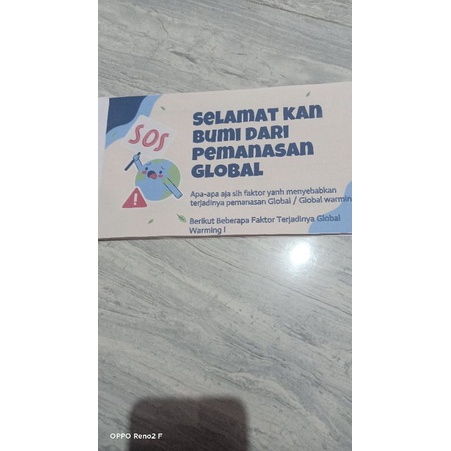 SOS
SELAMAT KAN
BUMI DARI
PEMANASAN
GLOBAL
Apa-apa aja sih faktor yanh menyebabkan
terjadinya pemanasan Global / Global warmin
Berikut Beberapa Faktor Terjadinya Global
Warming !
OPPO Reno2 F